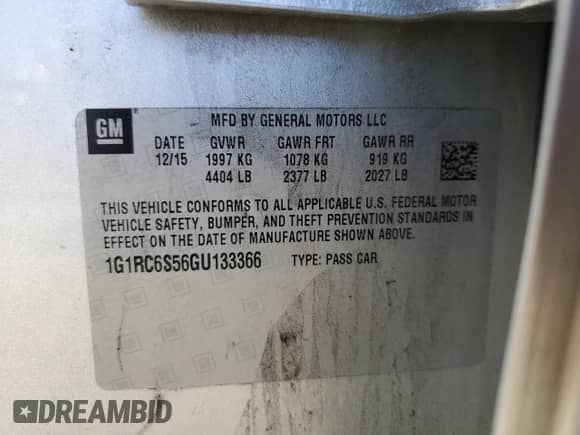 GM
MFD BY GENERAL MOTORS LLC
DATE GVWR GAWR FRT GAWR RR
12/15 1997 KG 1078 KG 919 KG
4404 LB 2377 LB 2027 LB
THIS VEHICLE CONFORMS TO ALL APPLICABLE U.S. FEDERAL MOTOR
VEHICLE SAFETY, BUMPER, AND THEFT PREVENTION STANDARDS IN
EFFECT ON THE DATE OF MANUFACTURE SHOWN ABOVE.
1G1RC6S56GU133366 TYPE: PASS CAR
DREAMBID